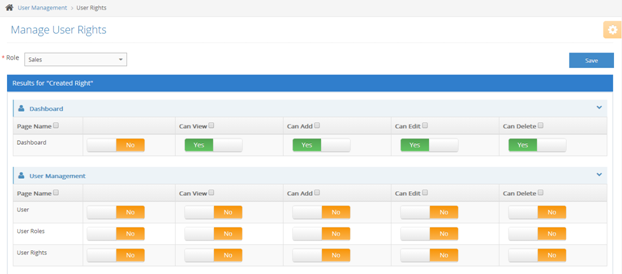 User Management > User Rights
Manage User Rights
* Role Sales Save
Results for "Created Right"
Dashboard
Page Name Can View Can Add Can Edit Can Delete
Dashboard No Yes Yes Yes Yes
User Management
Page Name Can View Can Add Can Edit Can Delete
User No No No No No
User Roles No No No No No
User Rights No No No No No